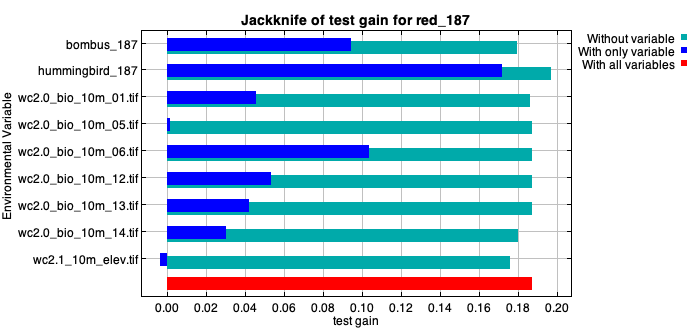 Jackknife of test gain for red_187
Without variable
With only variable
With all variables
Environmental Variable
bombus_187
hummingbird_187
wc2.0_bio_10m_01.tif
wc2.0_bio_10m_05.tif
wc2.0_bio_10m_06.tif
wc2.0_bio_10m_12.tif
wc2.0_bio_10m_13.tif
wc2.0_bio_10m_14.tif
wc2.1_10m_elev.tif
0.00 0.02 0.04 0.06 0.08 0.10 0.12 0.14 0.16 0.18 0.20
test gain